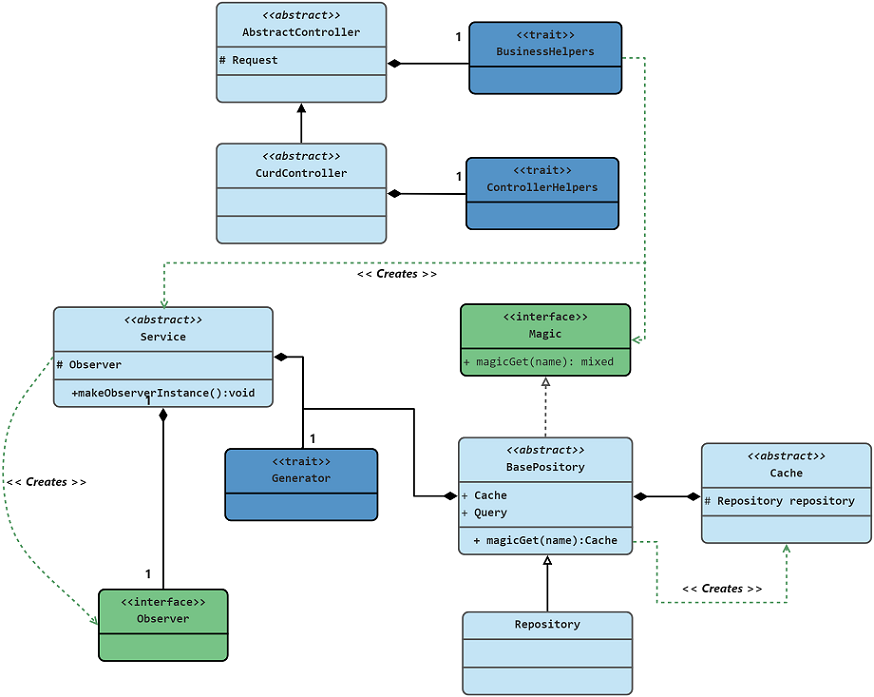 <<abstract>>
AbstractController
# Request
1
<<trait>>
BusinessHelpers
<<abstract>>
CurdController
1
<<trait>>
ControllerHelpers
<< Creates >>
<<abstract>>
Service
# Observer
+makeObserverInstance():void
1
<<interface>>
Magic
+ magicGet(name): mixed
1
<<trait>>
Generator
<<abstract>>
BasePository
+ Cache
+ Query
+ magicGet(name):Cache
<<abstract>>
Cache
# Repository repository
<< Creates >>
1
<<interface>>
Observer
<< Creates >>
Repository